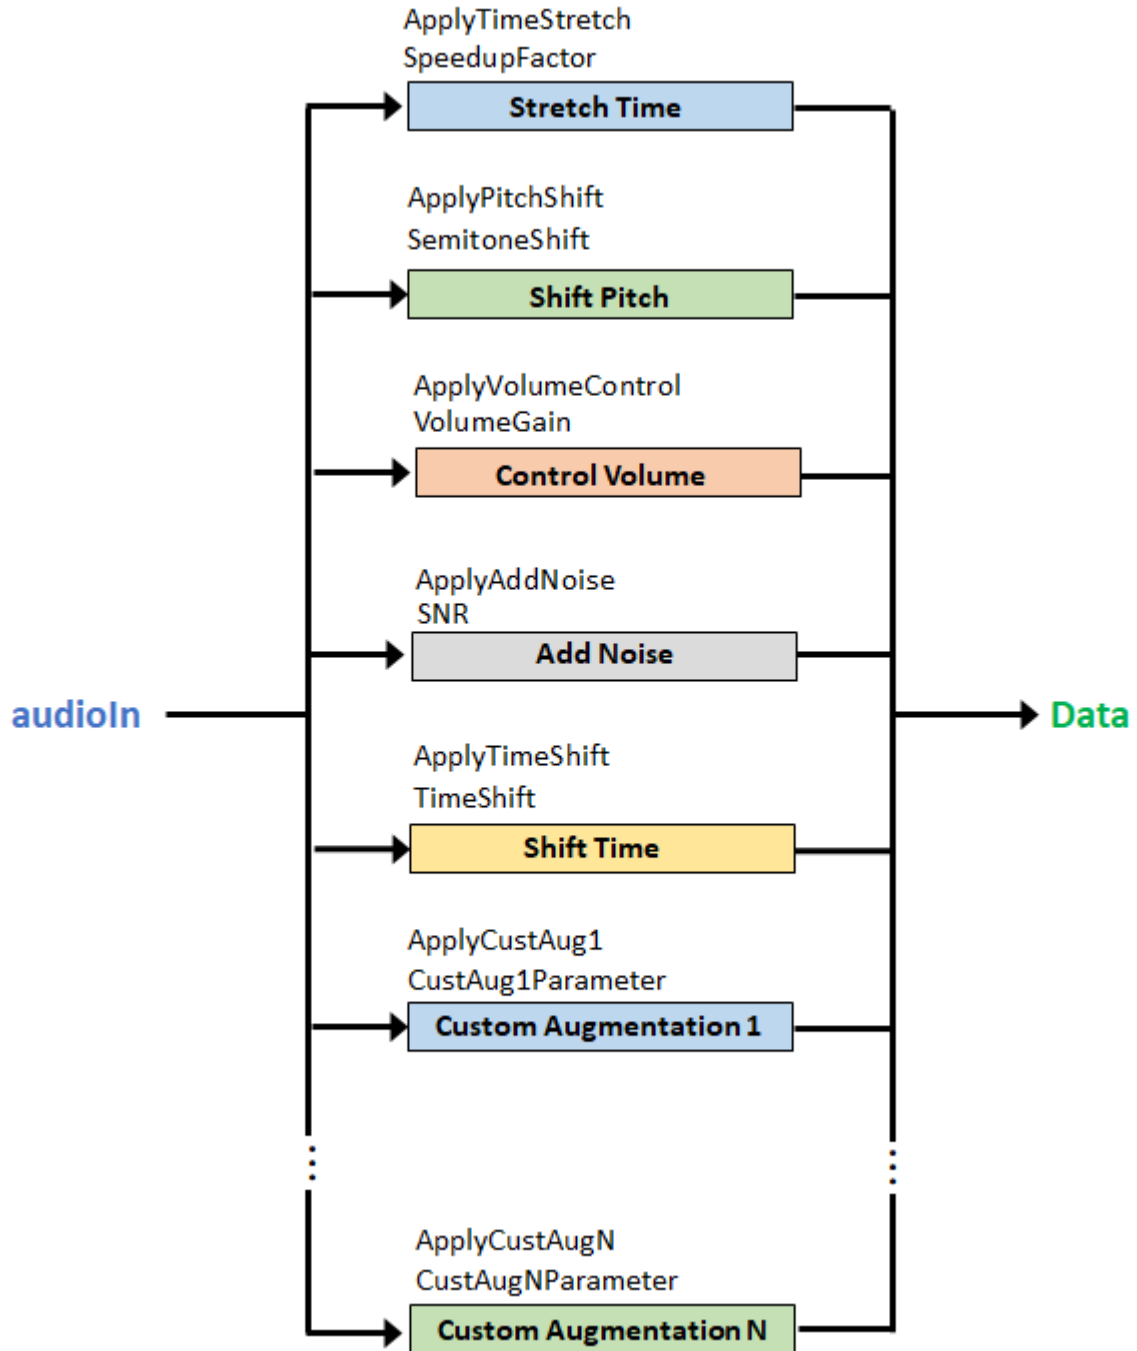 ApplyTimeStretch
SpeedupFactor
Stretch Time
ApplyPitchShift
SemitoneShift
Shift Pitch
ApplyVolumeControl
VolumeGain
Control Volume
ApplyAddNoise
SNR
Add Noise
audioIn
Data
ApplyTimeShift
TimeShift
Shift Time
ApplyCustAug1
CustAug1Parameter
Custom Augmentation 1
ApplyCustAugN
CustAugNParameter
Custom Augmentation N